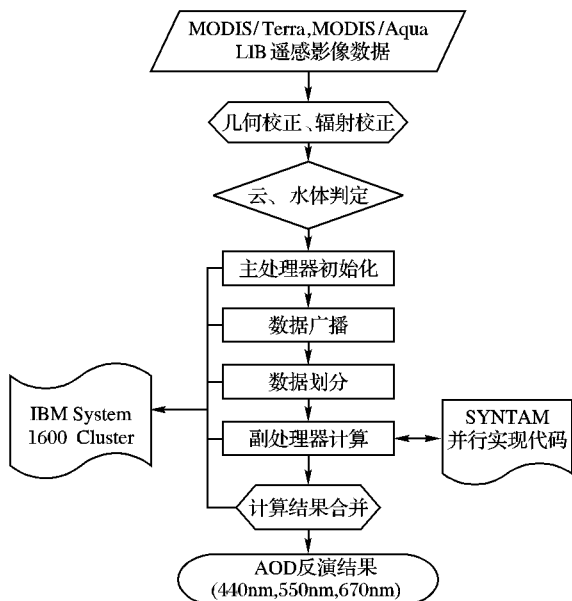 MODIS/Terra,MODIS/Aqua
L1B遥感影像数据
几何校正、辐射校正
云、水体判定
主处理器初始化
数据广播
数据划分
IBM System
1600 Cluster
副处理器计算
SYNTAM
并行实现代码
计算结果合并
AOD反演结果
(440nm,550nm,670nm)